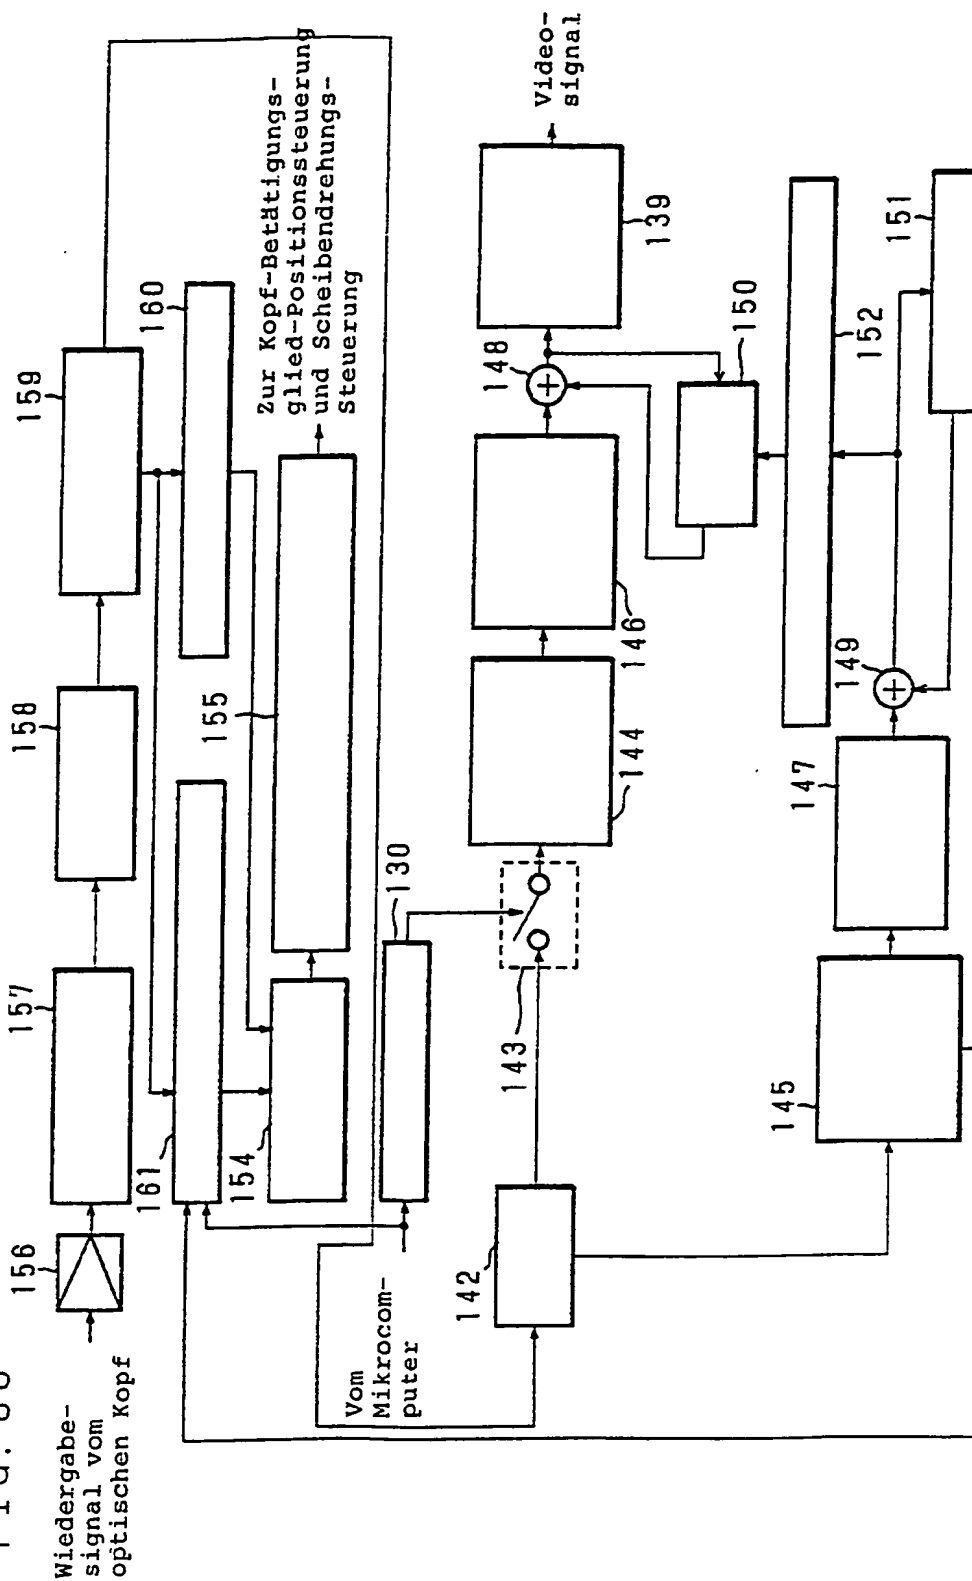 Wiedergabe-
signal vom
optischen Kopf
156
157
158
159
160
161
154
155
Zur Kopf-Betätigungs-
glied-Positionssteuerung
und Scheibendrehungs-
Steuerung
Vom
Mikrocom-
puter
130
142
143
144
146
148
139
Video-
signal
150
152
145
147
149
151